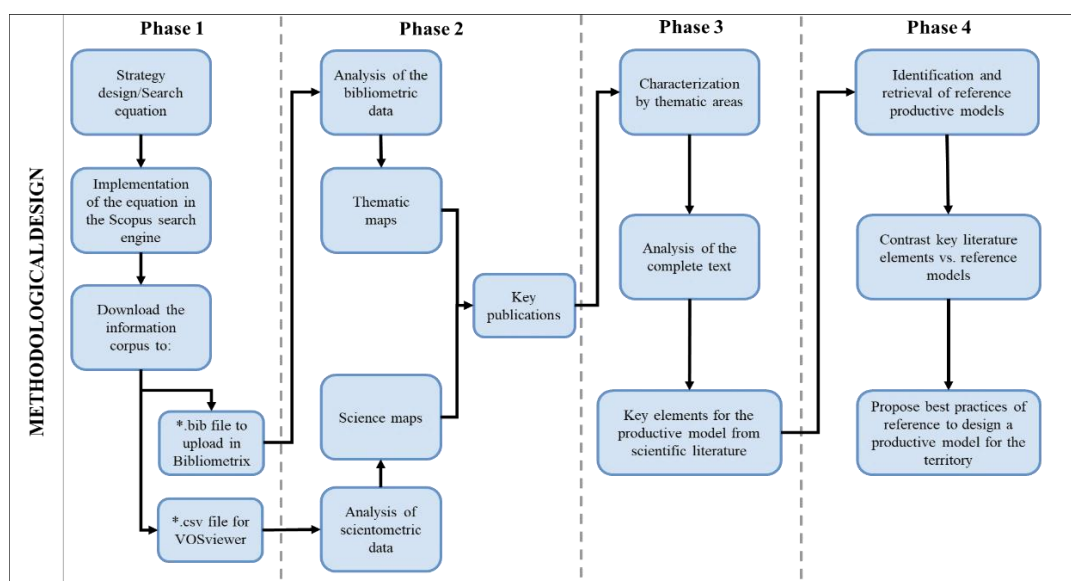 METHODOLOGICAL DESIGN
Phase 1
Strategy
design/Search
equation
Implementation
of the equation in
the Scopus search
engine
Download the
information
corpus to:
*.bib file to
upload in
Bibliometrix
*.csv file for
VOSviewer
Phase 2
Analysis of the
bibliometric data
Thematic
maps
Science maps
Analysis of
scientometric
data
Key
publications
Phase 3
Characterization
by thematic areas
Analysis of the
complete text
Key elements for the
productive model from
scientific literature
Phase 4
Identification and
retrieval of reference
productive models
Contrast key literature
elements vs. reference
models
Propose best practices of
reference to design a
productive model for the
territory